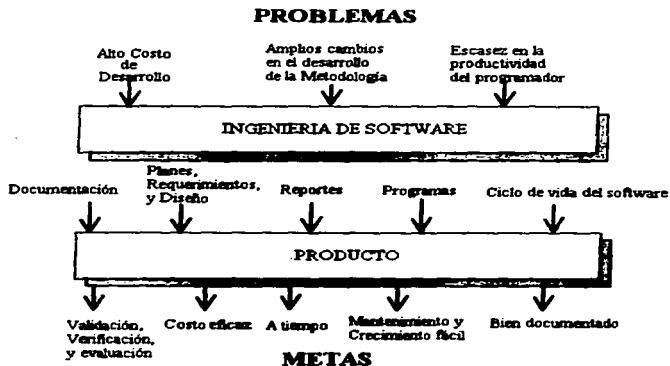 PROBLEMAS
Alto Costo
de
Desarrollo
Amplios cambios
en el desarrollo
de la Metodología
Escasez en la
productividad
del programador
INGENIERIA DE SOFTWARE
Documentación
Planes,
Requerimientos,
y Diseño
Reportes
Programas
Ciclo de vida del software
PRODUCTO
Validación,
Verificación,
y evaluación
Costo eficaz
A tiempo
Mantenimiento y
Crecimiento fácil
Bien documentado
METAS